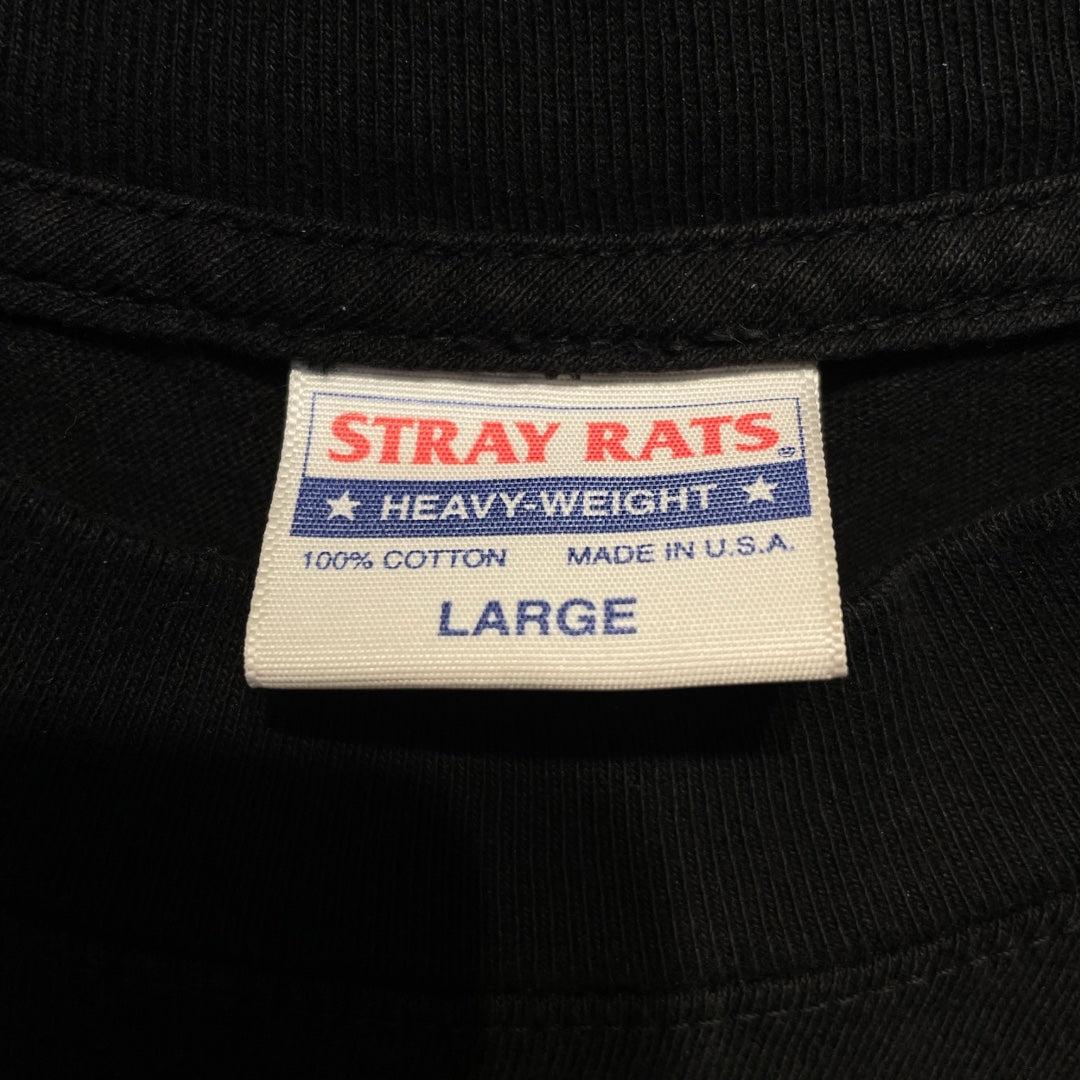 STRAY RATS
★ HEAVY-WEIGHT ★
100% COTTON MADE IN U.S.A.
LARGE